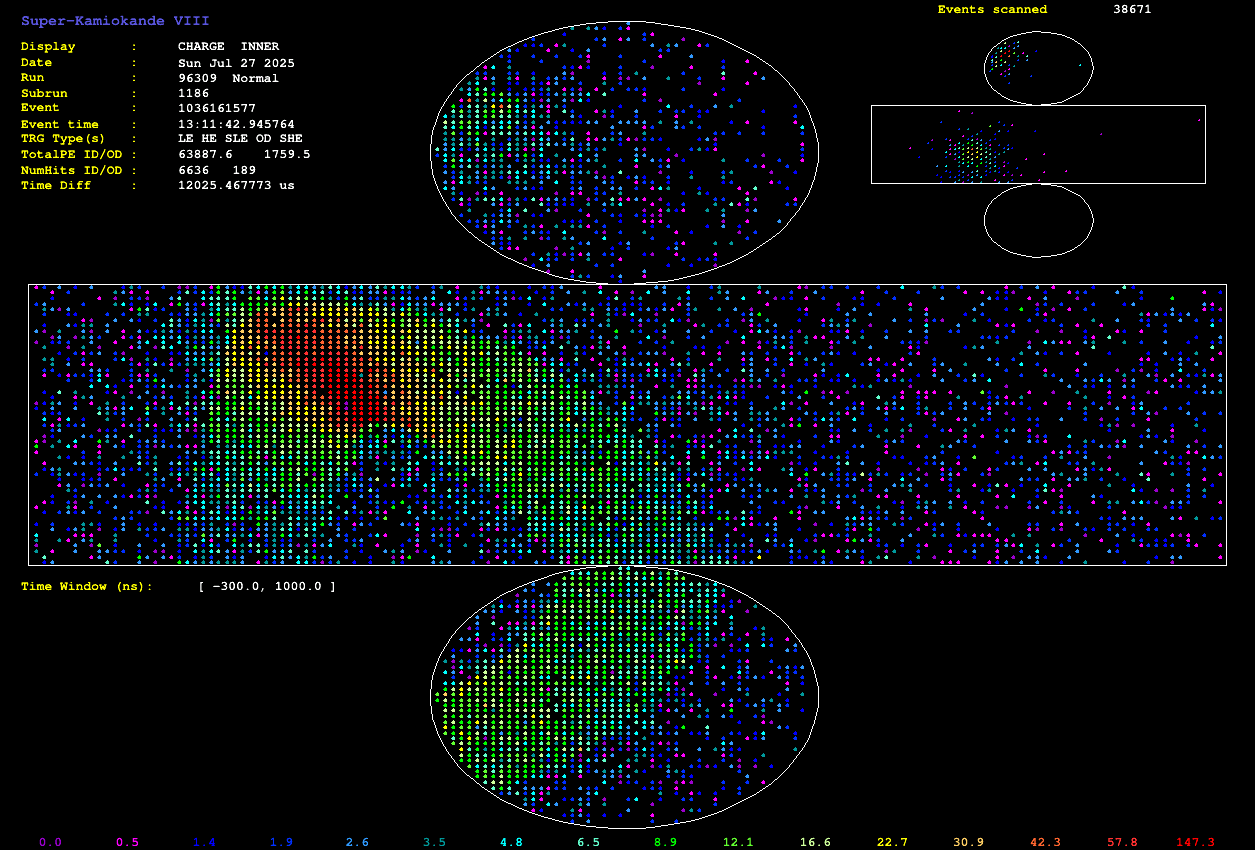 Super-Kamiokande VIII
Events scanned 38671
Display : CHARGE INNER
Date : Sun Jul 27 2025
Run : 96309 Normal
Subrun : 1186
Event : 1036161577
Event time : 13:11:42.945764
TRG Type(s) : LE HE SLE OD SHE
TotalPE ID/OD : 63887.6 1759.5
NumHits ID/OD : 6636 189
Time Diff : 12025.467773 us
Time Window (ns): [ -300.0, 1000.0 ]
0.0 0.5 1.4 1.9 2.6 3.5 4.8 6.5 8.9 12.1 16.6 22.7 30.9 42.3 57.8 147.3